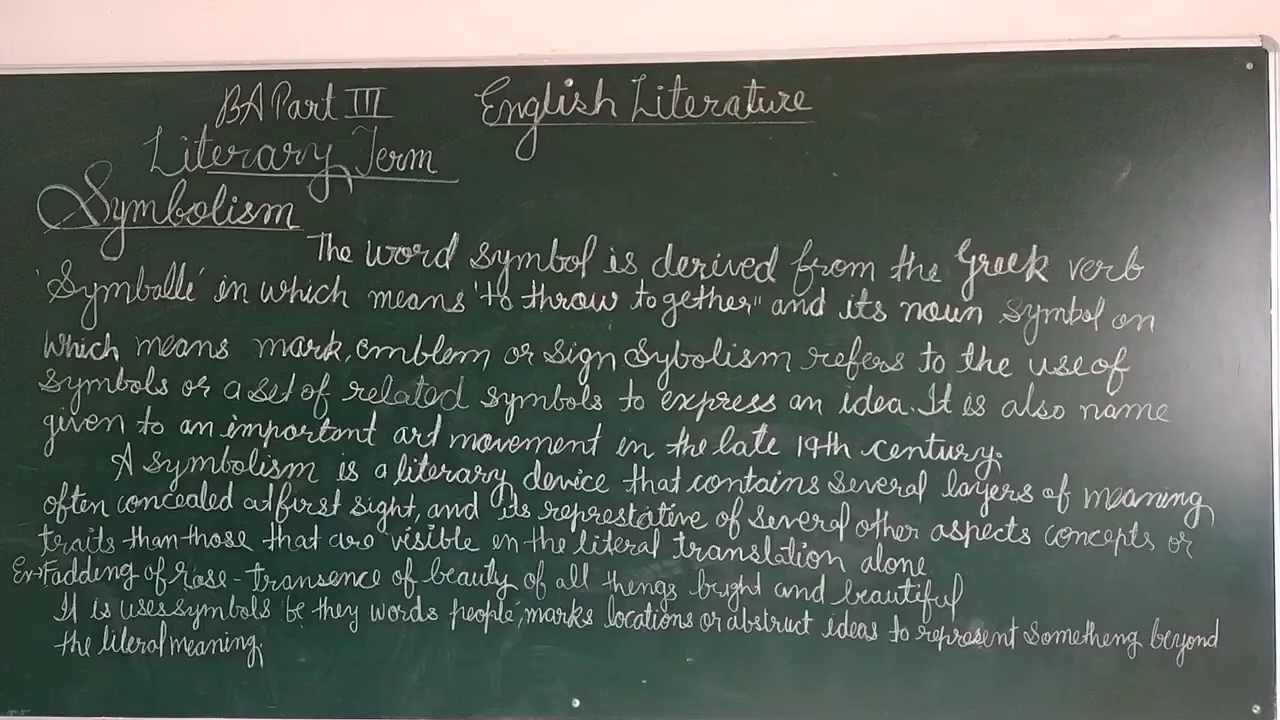 BA Part III English Literature
Literary Term
Symbolism
The word symbol is derived from the Greek verb
'Symballé' in which means "to throw together" and its noun symbol on
which means mark, emblem or sign Sybolism refers to the use of
symbols or a set of related symbols to express an idea. It is also name
given to an important art movement in the late 19th century.
A symbolism is a literary device that contains several layers of meaning,
often concealed at first sight, and its represtative of several other aspects concepts or
traits than those that are visible in the literal translation alone.
Ex→ Fadding of rose - transence of beauty of all things bright and beautiful
It is uses symbols be they words people, marks locations or abstruct ideas to represent something beyond
the literal meaning.